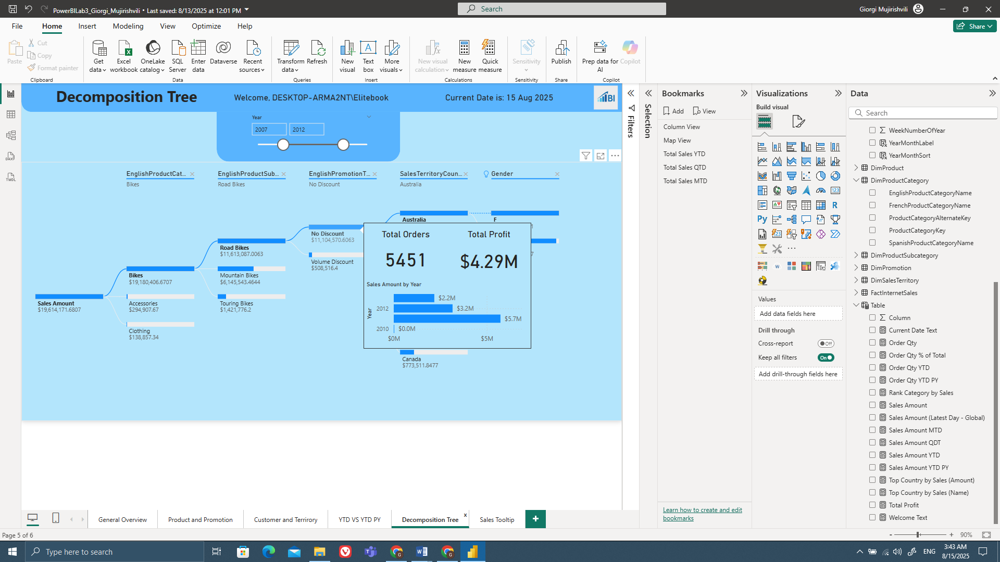 PowerBILab3_Giorgi_Mujirishvili • Last saved: 8/13/2025 at 12:01 PM
Search
Giorgi Mujirishvili
File Home Insert Modeling View Optimize Help
Share
Paste
Cut
Copy
Format painter
Clipboard
Get data
Excel workbook
OneLake catalog
SQL Server
Enter data
Dataverse
Recent sources
Data
Transform data
Refresh
Queries
New visual
Text box
More visuals
Insert
New visual calculation
New measure
Quick measure
Calculations
Sensitivity
Sensitivity
Publish
Share
Prep data for AI
Copilot
Copilot
DAX
TMDL
Decomposition Tree
Welcome, DESKTOP-ARMA2NT\Elitebook
Current Date is: 15 Aug 2025
BI
Year
2007
2012
EnglishProductCat...
Bikes
EnglishProductSub...
Road Bikes
EnglishPromotionT...
No Discount
SalesTerritoryCoun...
Australia
Gender
Sales Amount
$19,614,171.6807
Bikes
$19,180,406.6707
Accessories
$294,907.67
Clothing
$138,857.34
Road Bikes
$11,613,087.0063
Mountain Bikes
$6,145,543.4644
Touring Bikes
$1,421,776.2
No Discount
$11,104,570.6063
Volume Discount
$508,516.4
Australia
F
1
7
Canada
$773,511.8477
Total Orders
5451
Total Profit
$4.29M
Sales Amount by Year
Year
$2.2M
2012
$3.2M
$5.7M
2010
$0.0M
$0M
$5M
Filters
Selection
Bookmarks
Add
View
Column View
Map View
Total Sales YTD
Total Sales QTD
Total Sales MTD
Learn how to create and edit
bookmarks
Visualizations
Build visual
123
R
Py
Values
Add data fields here
Drill through
Cross-report
Off
Keep all filters
On
Add drill-through fields here
Data
Search
WeekNumberOfYear
YearMonthLabel
YearMonthSort
DimProduct
DimProductCategory
EnglishProductCategoryName
FrenchProductCategoryName
ProductCategoryAlternateKey
ProductCategoryKey
SpanishProductCategoryName
DimProductSubcategory
DimPromotion
DimSalesTerritory
FactInternetSales
Table
Column
Current Date Text
Order Qty
Order Qty % of Total
Order Qty YTD
Order Qty YTD PY
Rank Category by Sales
Sales Amount
Sales Amount (Latest Day - Global)
Sales Amount MTD
Sales Amount QDT
Sales Amount YTD
Sales Amount YTD PY
Top Country by Sales (Amount)
Top Country by Sales (Name)
Total Profit
Welcome Text
General Overview
Product and Promotion
Customer and Terrirory
YTD VS YTD PY
Decomposition Tree
x
Sales Tooltip
+
Page 5 of 6
- + 90%
Type here to search
ENG
3:43 AM
8/15/2025